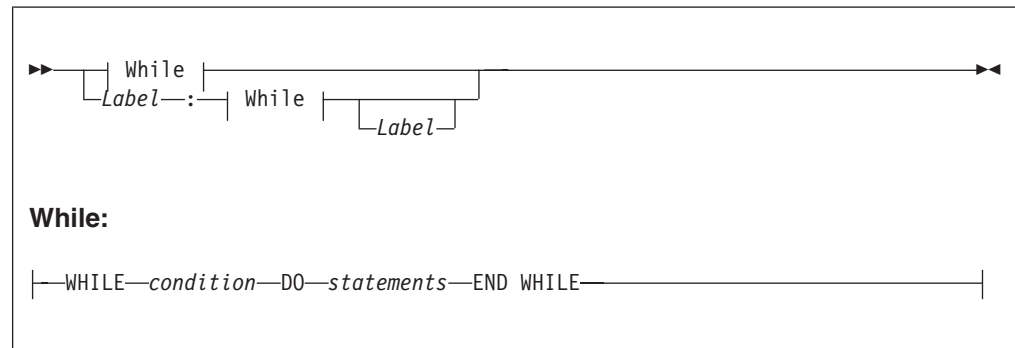 While
Label : While
Label
While:
WHILE condition DO statements END WHILE